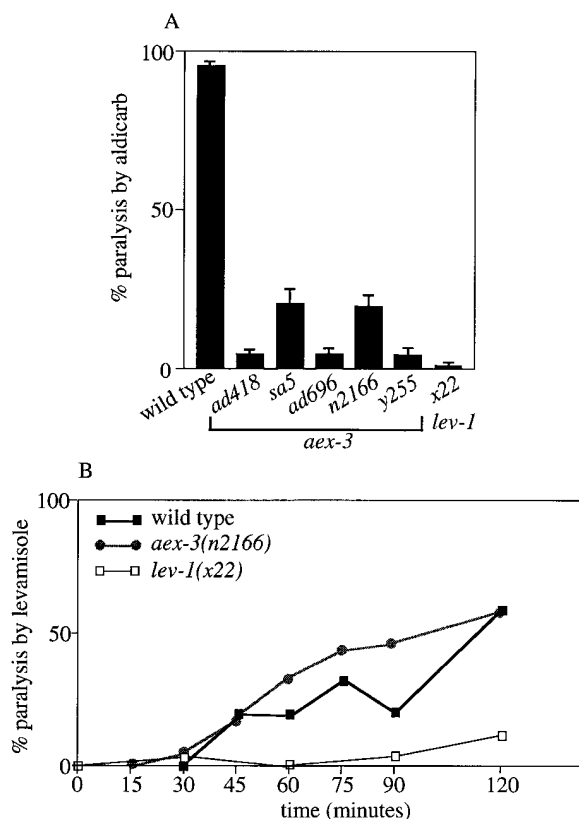 A
% paralysis by aldicarb
100
50
0
wild type
ad418
sa5
ad696
n2166
y255
x22
aex-3
lev-1
B
% paralysis by levamisole
100
50
0
wild type
aex-3(n2166)
lev-1(x22)
0 15 30 45 60 75 90 120
time (minutes)